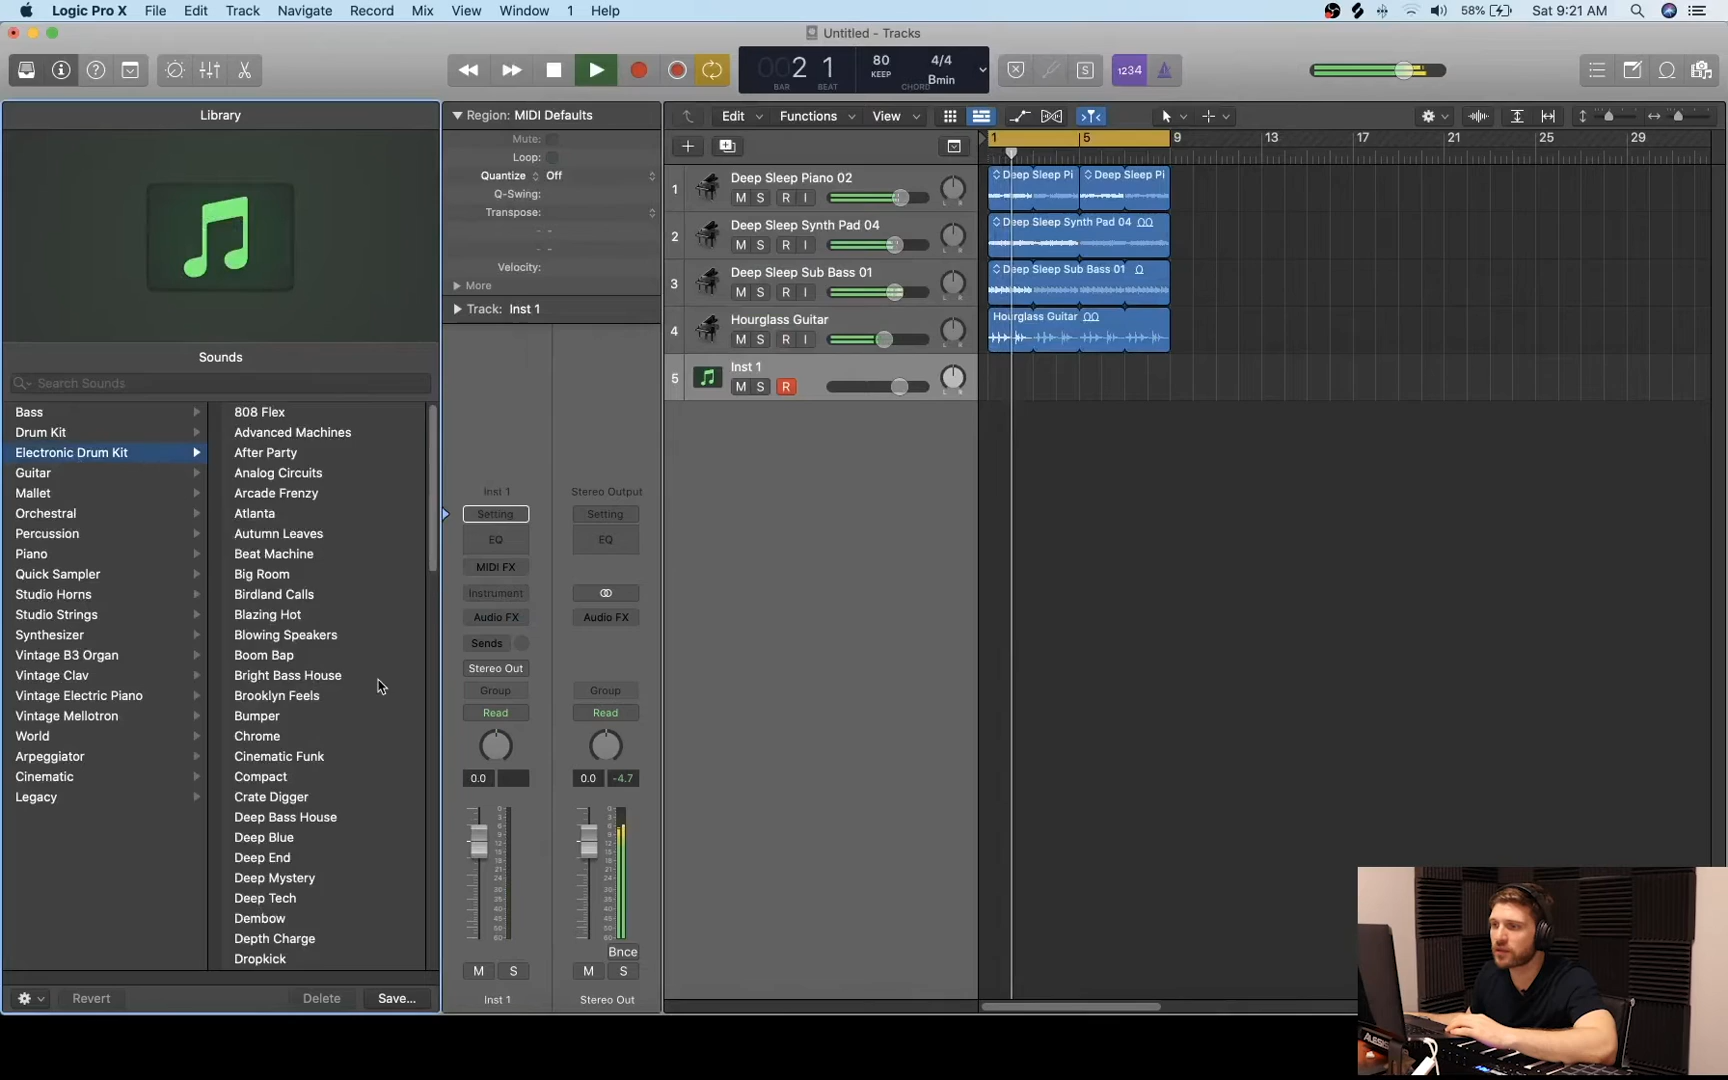 Logic Pro X File Edit Track Navigate Record Mix View Window 1 Help 58% Sat 9:21 AM
Untitled - Tracks
002 1 80 4/4
KEEP Bmin
BAR BEAT CHORD
1234
S
Library
Region: MIDI Defaults
Edit Functions View
Mute:
Loop:
Quantize Off
Q-Swing:
Transpose:
Velocity:
More
Track: Inst 1
1 5 9 13 17 21 25 29
1 Deep Sleep Piano 02
M S R I
Deep Sleep Pi Deep Sleep Pi
2 Deep Sleep Synth Pad 04
M S R I
Deep Sleep Synth Pad 04
3 Deep Sleep Sub Bass 01
M S R I
Deep Sleep Sub Bass 01
4 Hourglass Guitar
M S R I
Hourglass Guitar
5 Inst 1
M S R
Sounds
Search Sounds
Bass
Drum Kit
Electronic Drum Kit
Guitar
Mallet
Orchestral
Percussion
Piano
Quick Sampler
Studio Horns
Studio Strings
Synthesizer
Vintage B3 Organ
Vintage Clav
Vintage Electric Piano
Vintage Mellotron
World
Arpeggiator
Cinematic
Legacy
808 Flex
Advanced Machines
After Party
Analog Circuits
Arcade Frenzy
Atlanta
Autumn Leaves
Beat Machine
Big Room
Birdland Calls
Blazing Hot
Blowing Speakers
Boom Bap
Bright Bass House
Brooklyn Feels
Bumper
Chrome
Cinematic Funk
Compact
Crate Digger
Deep Bass House
Deep Blue
Deep End
Deep Mystery
Deep Tech
Dembow
Depth Charge
Dropkick
Revert Delete Save...
Inst 1 Stereo Output
Setting Setting
EQ EQ
MIDI FX
Instrument
Audio FX Audio FX
Sends
Stereo Out
Group Group
Read Read
0.0 0.0 -4.7
Bnce
M S M S
Inst 1 Stereo Out
ALESIS